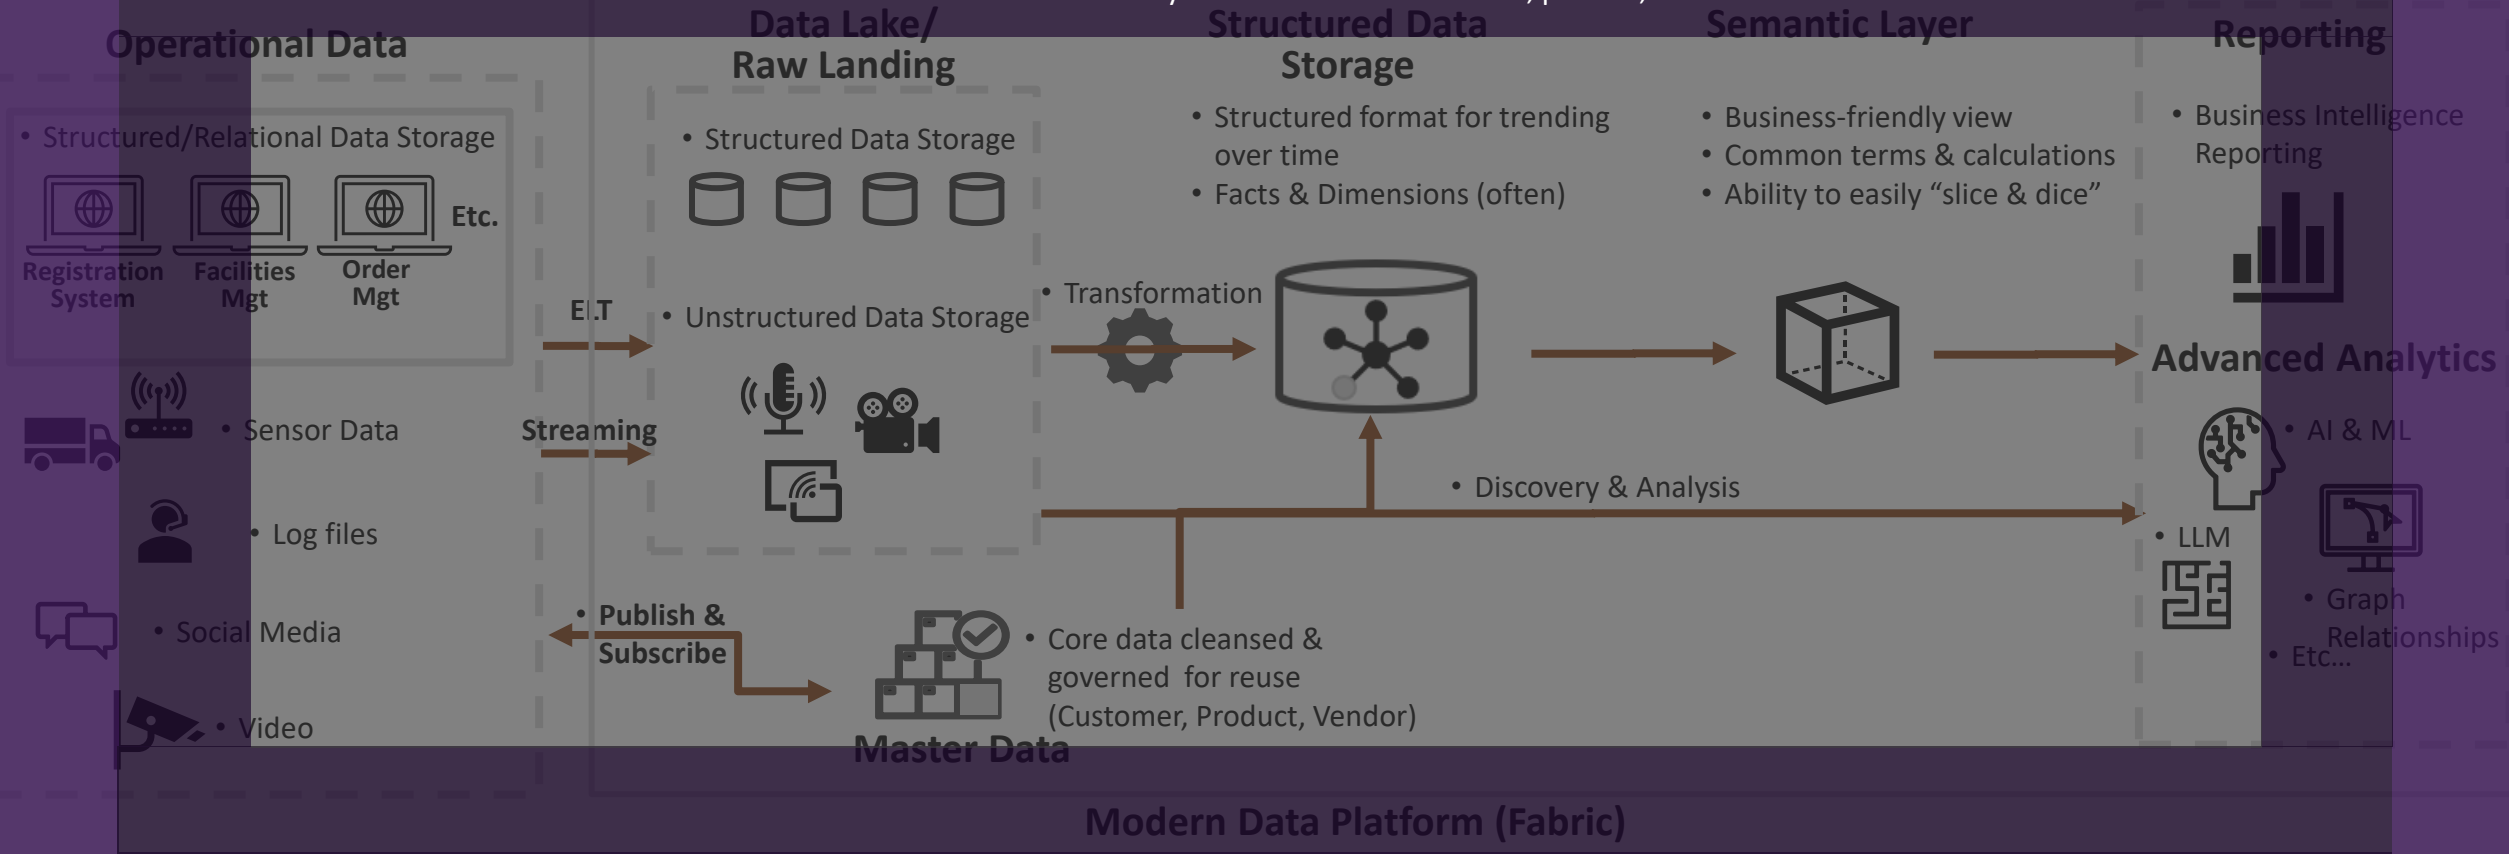 Operational Data
• Structured/Relational Data Storage
Etc.
Registration
System
Facilities
Mgt
Order
Mgt
• Sensor Data
• Log files
• Social Media
• Video
ELT
Streaming
• Publish &
Subscribe
Data Lake/
Raw Landing
• Structured Data Storage
• Unstructured Data Storage
• Transformation
Structured Data
Storage
• Structured format for trending
over time
• Facts & Dimensions (often)
Semantic Layer
• Business-friendly view
• Common terms & calculations
• Ability to easily “slice & dice”
• Discovery & Analysis
• Core data cleansed &
governed for reuse
(Customer, Product, Vendor)
Master Data
Reporting
• Business Intelligence
Reporting
Advanced Analytics
• AI & ML
• LLM
• Graph
Relationships
• Etc...
Modern Data Platform (Fabric)